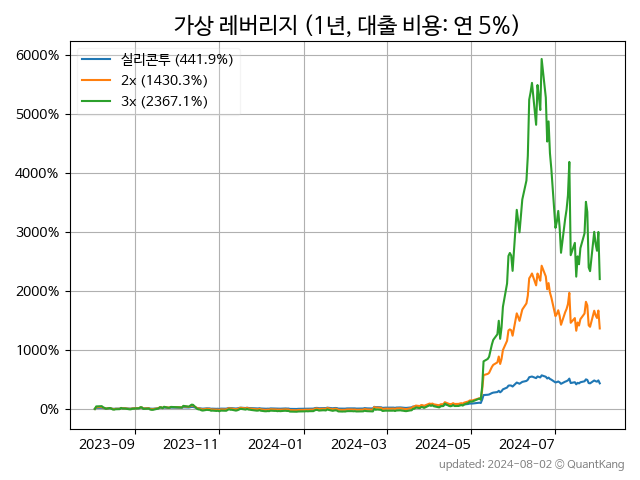 가상 레버리지 (1년, 대출 비용: 연 5%)
6000%
5000%
4000%
3000%
2000%
1000%
0%
실리콘투 (441.9%)
2x (1430.3%)
3x (2367.1%)
2023-09 2023-11 2024-01 2024-03 2024-05 2024-07
updated: 2024-08-02 © QuantKang